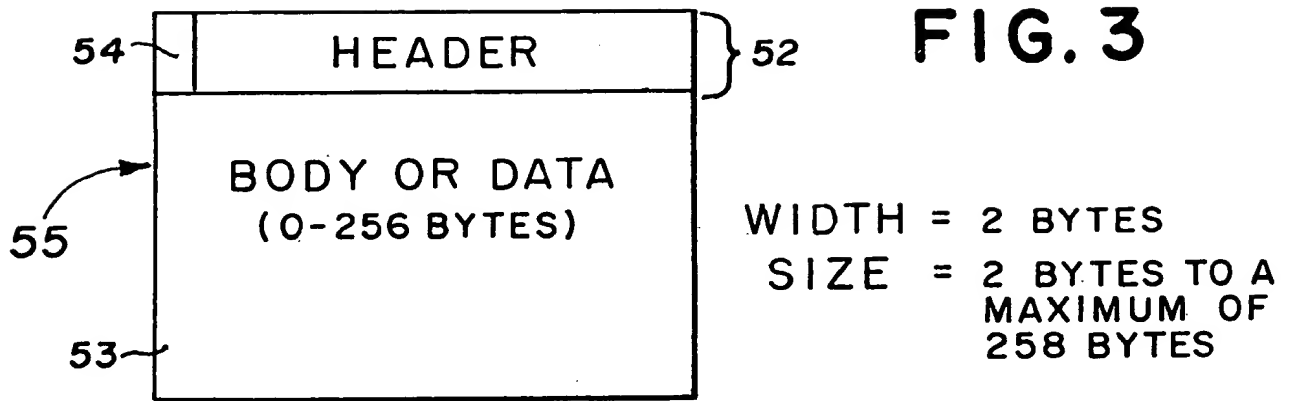 FIG. 3
54
HEADER
52
BODY OR DATA
(0-256 BYTES)
55
53
WIDTH = 2 BYTES
SIZE = 2 BYTES TO A
MAXIMUM OF
258 BYTES